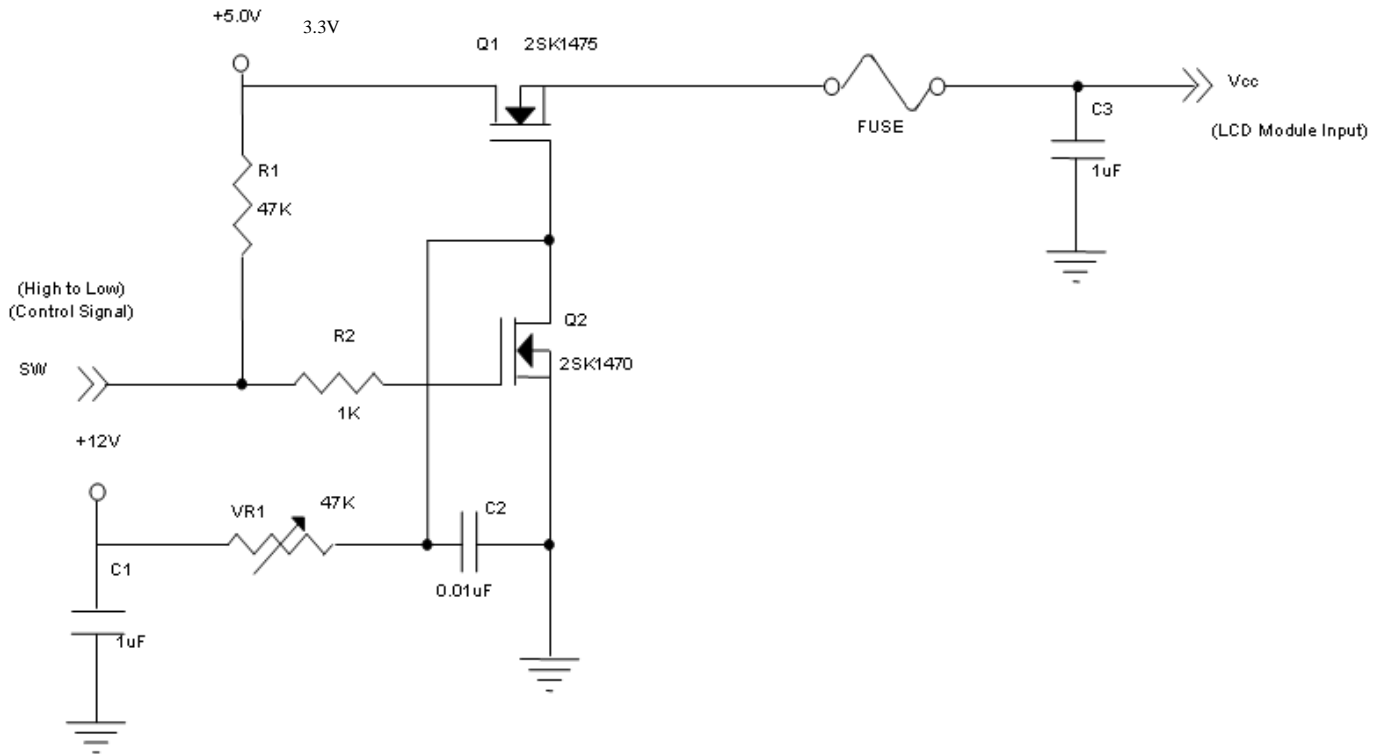 +5.0V
3.3V
Q1 2SK1475
Vcc
C3
FUSE
(LCD Module Input)
1uF
R1
47K
(High to Low)
(Control Signal)
Q2
R2
SW
2SK1470
1K
+12V
47K
VR1
C2
C1
0.01uF
1uF